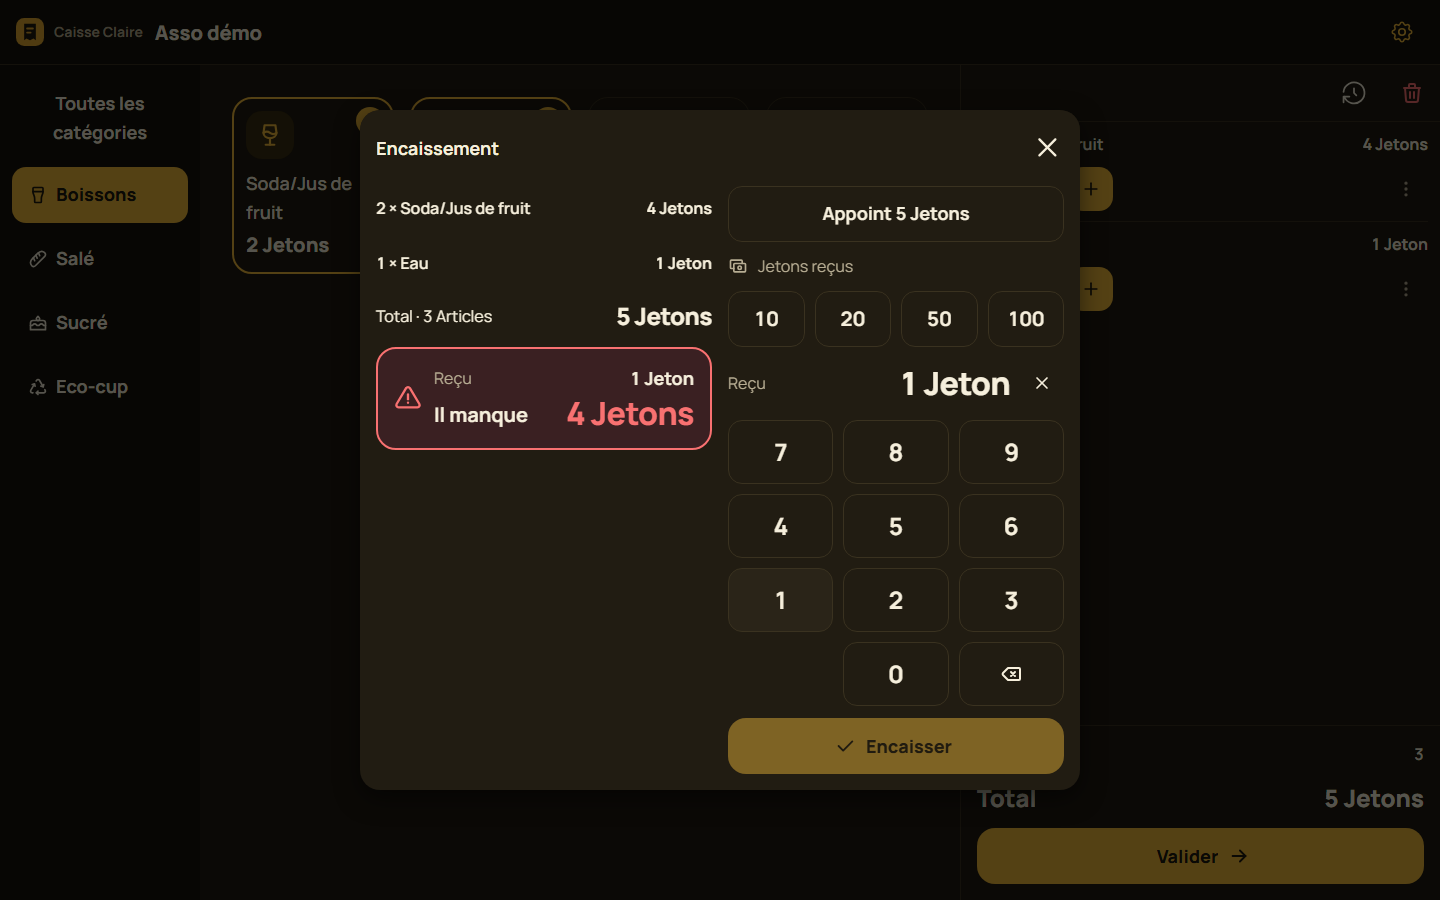 Caisse Claire Asso démo
Toutes les
catégories
Boissons
Salé
Sucré
Eco-cup
Soda/Jus de
fruit
2 Jetons
Encaissement
2 × Soda/Jus de fruit 4 Jetons
1 × Eau 1 Jeton
Total · 3 Articles 5 Jetons
Reçu 1 Jeton
Il manque 4 Jetons
Appoint 5 Jetons
Jetons reçus
10 20 50 100
Reçu 1 Jeton
7 8 9
4 5 6
1 2 3
0
Encaisser
ruit 4 Jetons
+
1 Jeton
+
3
Total 5 Jetons
Valider